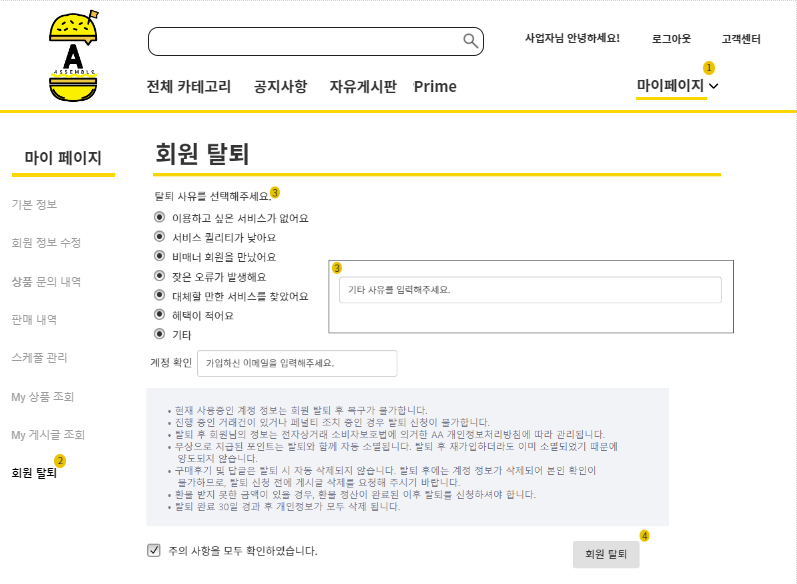 사업자님 안녕하세요!
로그아웃
고객센터
A
ASSEMBLE
전체 카테고리
공지사항
자유게시판
Prime
1
마이페이지
마이 페이지
기본 정보
회원 정보 수정
상품 문의 내역
판매 내역
스케쥴 관리
My 상품 조회
My 게시글 조회
2
회원 탈퇴
회원 탈퇴
탈퇴 사유를 선택해주세요.
3
이용하고 싶은 서비스가 없어요
서비스 퀄리티가 낮아요
비매너 회원을 만났어요
잦은 오류가 발생해요
대체할 만한 서비스를 찾았어요
혜택이 적어요
기타
3
기타 사유를 입력해주세요.
계정 확인
가입하신 이메일을 입력해주세요.
• 현재 사용중인 계정 정보는 회원 탈퇴 후 복구가 불가합니다.
• 진행 중인 거래건이 있거나 페널티 조치 중인 경우 탈퇴 신청이 불가합니다.
• 탈퇴 후 회원님의 정보는 전자상거래 소비자보호법에 의거한 AA 개인정보처리방침에 따라 관리됩니다.
• 무상으로 지급된 포인트는 탈퇴와 함께 자동 소멸됩니다. 탈퇴 후 재가입하더라도 이미 소멸되었기 때문에
양도되지 않습니다.
• 구매후기 및 답글은 탈퇴 시 자동 삭제되지 않습니다. 탈퇴 후에는 계정 정보가 삭제되어 본인 확인이
불가하므로, 탈퇴 신청 전에 게시글 삭제를 요청해 주시기 바랍니다.
• 환불 받지 못한 금액이 있을 경우, 환불 정산이 완료된 이후 탈퇴를 신청하셔야 합니다.
• 탈퇴 완료 30일 경과 후 개인정보가 모두 삭제 됩니다.
주의 사항을 모두 확인하였습니다.
4
회원 탈퇴